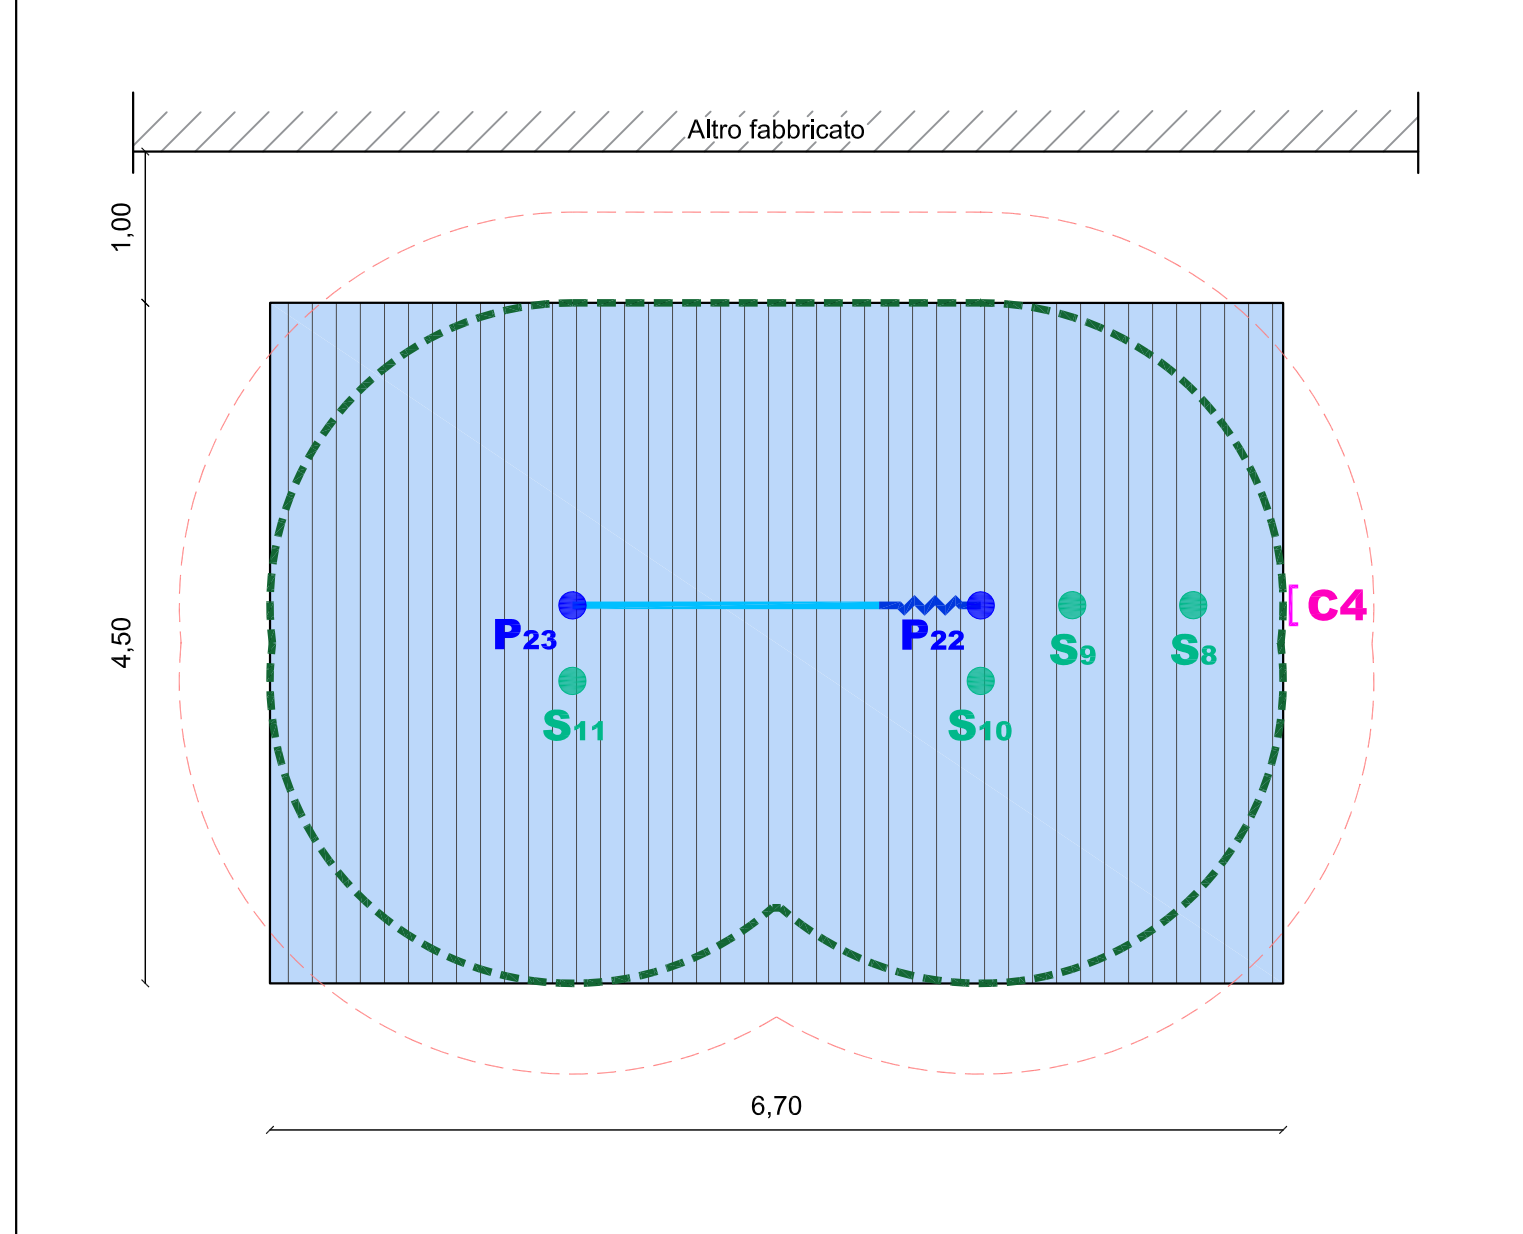 Altro fabbricato
1,00
C4
P23
P22
S9
S8
4,50
S11
S10
6,70